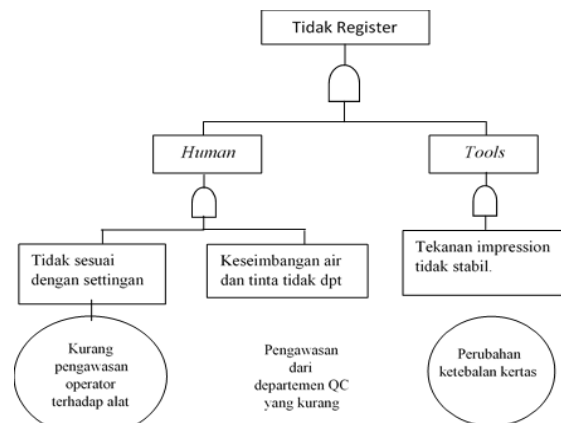 Tidak Register
Human
Tools
Tidak sesuai
dengan settingan
Keseimbangan air
dan tinta tidak dpt
Tekanan impression
tidak stabil.
Kurang
pengawasan
operator
terhadap alat
Pengawasan
dari
departemen QC
yang kurang
Perubahan
ketebalan kertas